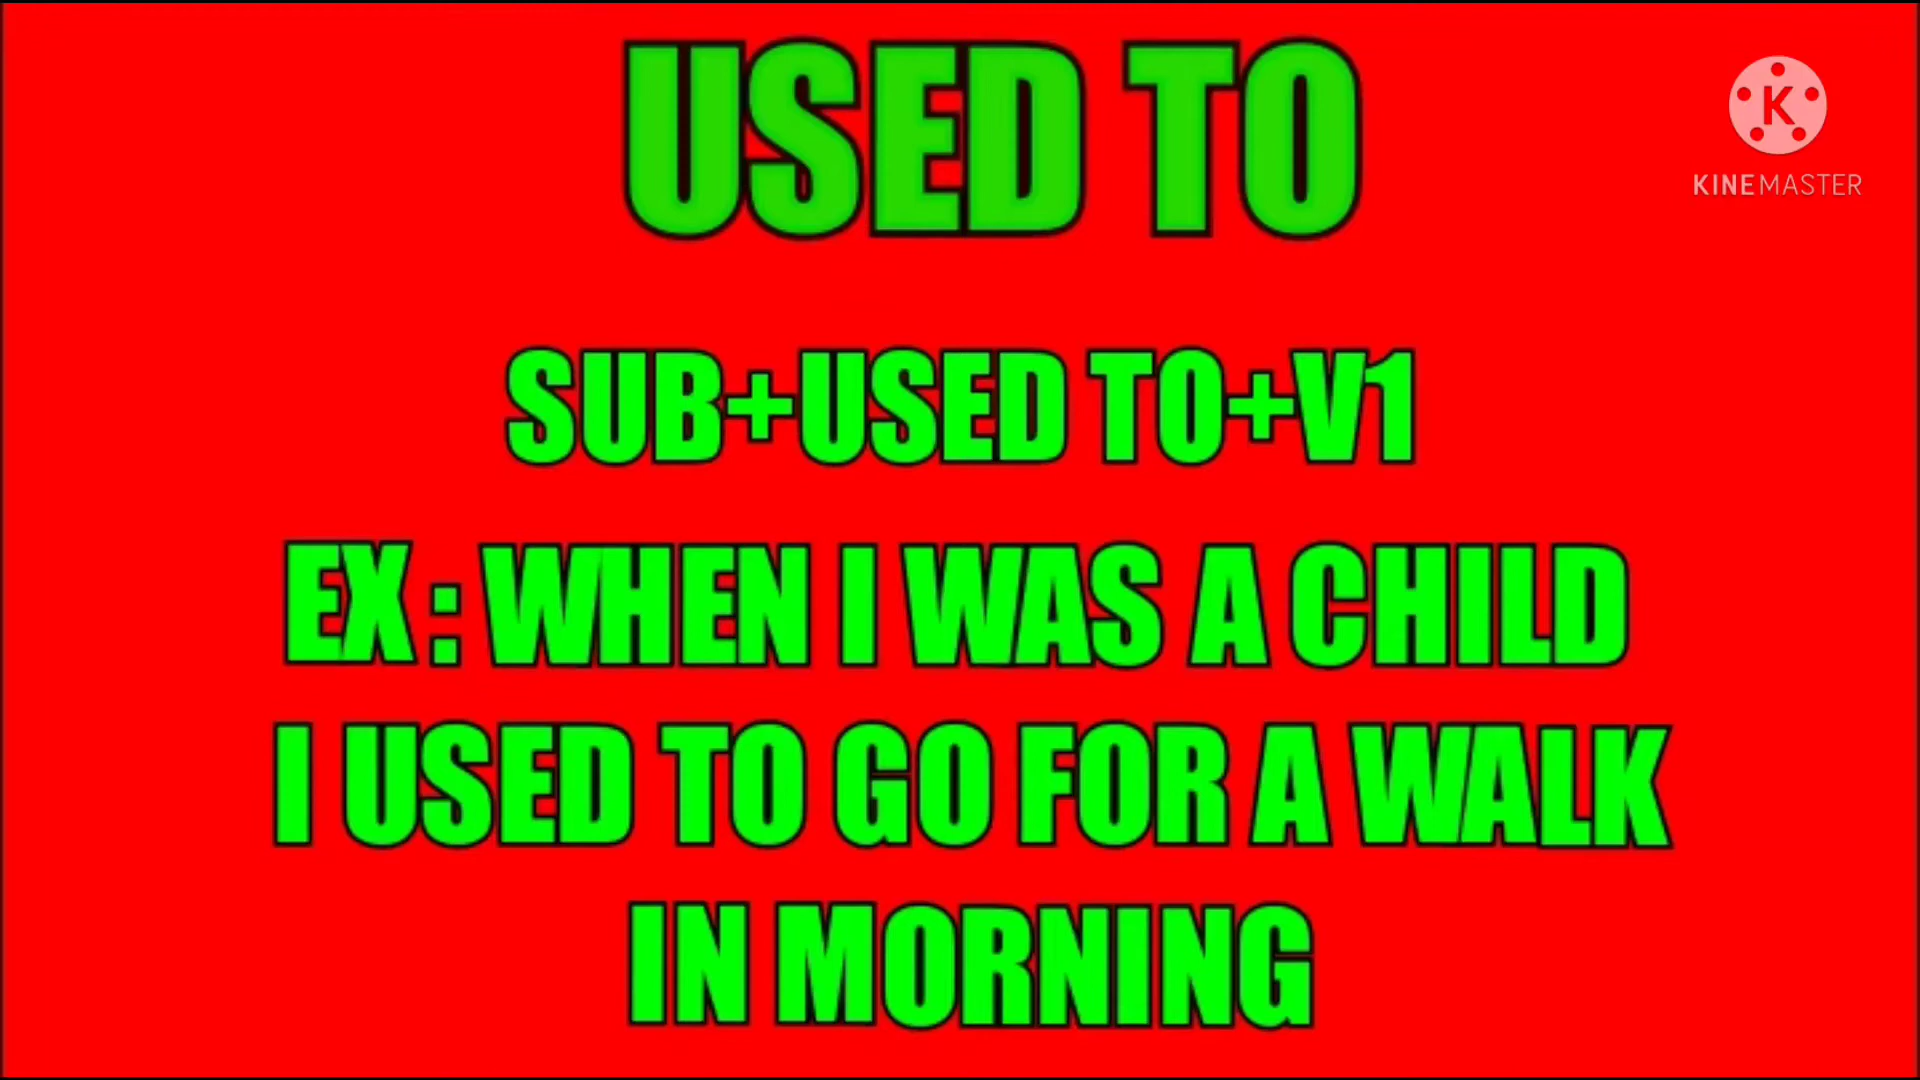 USED TO
K
KINEMASTER
SUB+USED TO+V1
EX : WHEN I WAS A CHILD
I USED TO GO FOR A WALK
IN MORNING